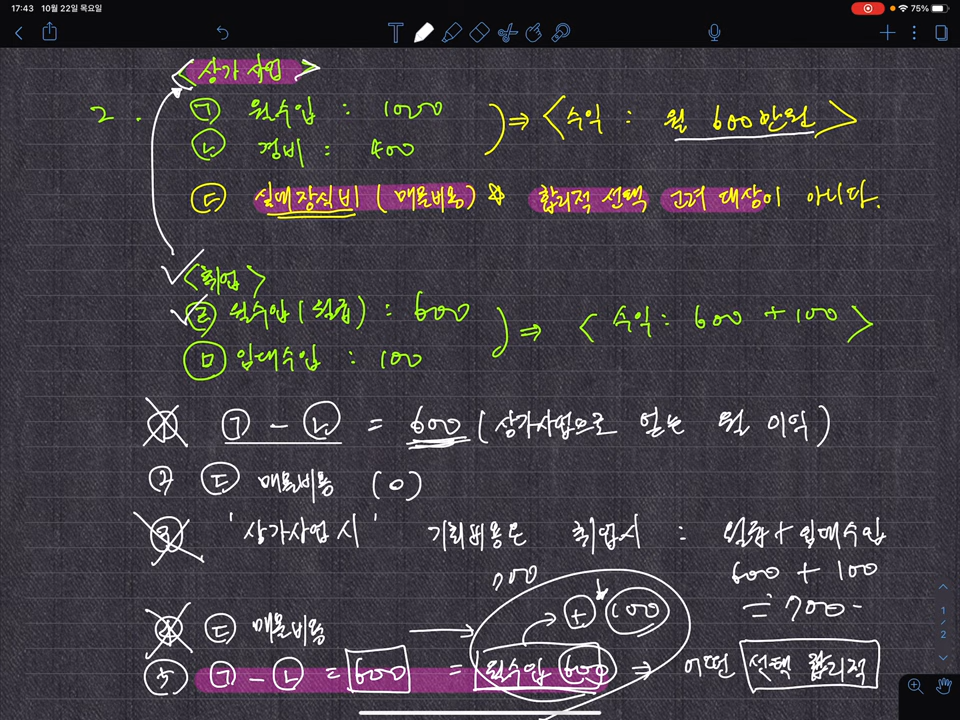 17:43 10월 22일 목요일 75%
<상가사업>
2. ㄱ 월수입 : 1000
ㄴ 경비 : 400
⇒ <수익 : 월 600만원>
ㄷ 실내장식비 (매몰비용) 합리적 선택 고려 대상이 아니다.
<취업>
ㄹ 월수입(월급) : 600
ㅁ 임대수입 : 100
⇒ <수익 : 600 + 100>
① ㄱ - ㄴ = 600 (상가사업으로 얻는 월 이익)
② ㄷ 매몰비용 (O)
③ '상가사업 시' 기회비용은 취업시 : 월급 + 임대수입
700 600 + 100
= 700
④ ㄷ 매몰비용 → + 100
⑤ ㄱ - ㄴ = 600 = 월수입 600 ⇒ 어떤 선택 합리적
1/2